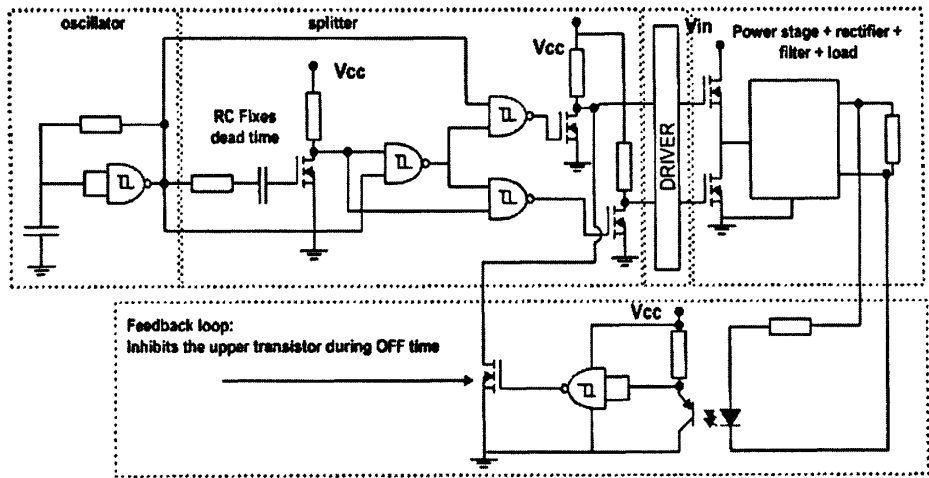 oscillator
splitter
Vcc
RC Fixes
dead time
Vcc
DRIVER
Vin
Power stage + rectifier +
filter + load
Feedback loop:
Inhibits the upper transistor during OFF time
Vcc